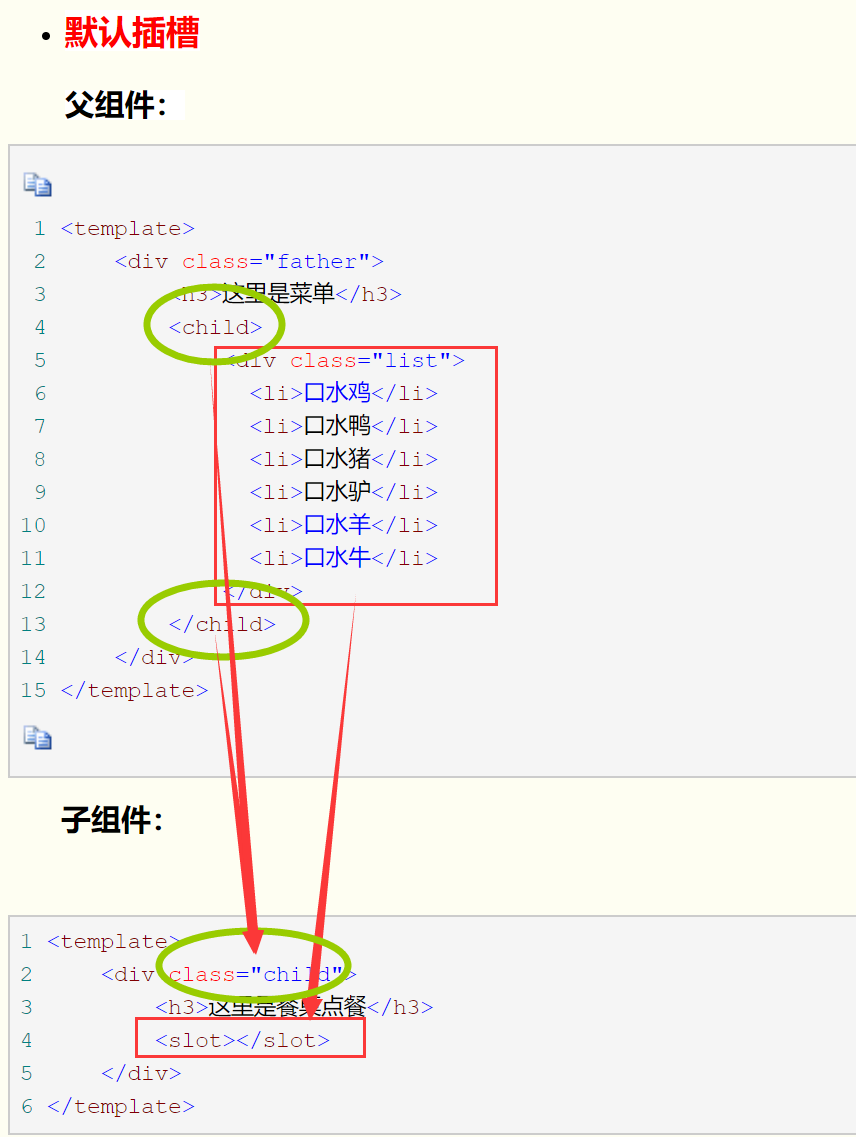 默认插槽
父组件：
1 <template>
2     <div class="father">
3         <h3>这里是菜单</h3>
4         <child>
5             <div class="list">
6               <li>口水鸡</li>
7               <li>口水鸭</li>
8               <li>口水猪</li>
9               <li>口水驴</li>
10               <li>口水羊</li>
11               <li>口水牛</li>
12             </div>
13         </child>
14     </div>
15 </template>
子组件：
1 <template>
2     <div class="child">
3         <h3>这里是餐桌点餐</h3>
4         <slot></slot>
5     </div>
6 </template>